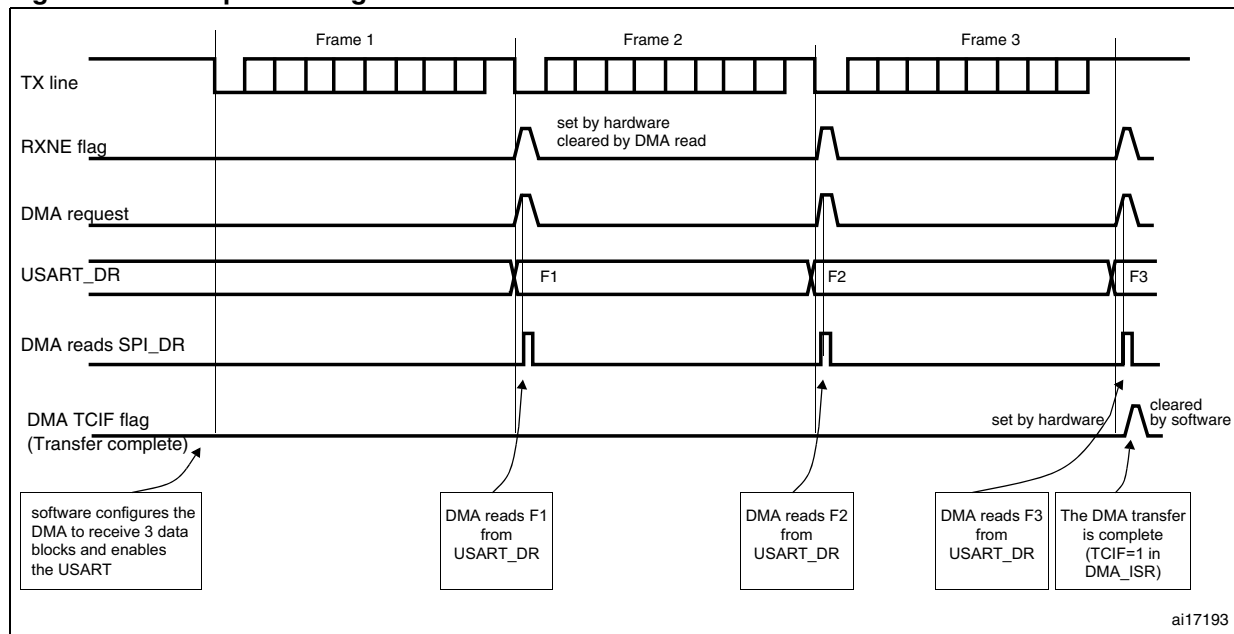 Frame 1
Frame 2
Frame 3
TX line
set by hardware
cleared by DMA read
RXNE flag
DMA request
USART_DR
F1
F2
F3
DMA reads SPI_DR
DMA TCIF flag
(Transfer complete)
set by hardware
cleared
by software
software configures the
DMA to receive 3 data
blocks and enables
the USART
DMA reads F1
from
USART_DR
DMA reads F2
from
USART_DR
DMA reads F3
from
USART_DR
The DMA transfer
is complete
(TCIF=1 in
DMA_ISR)
ai17193